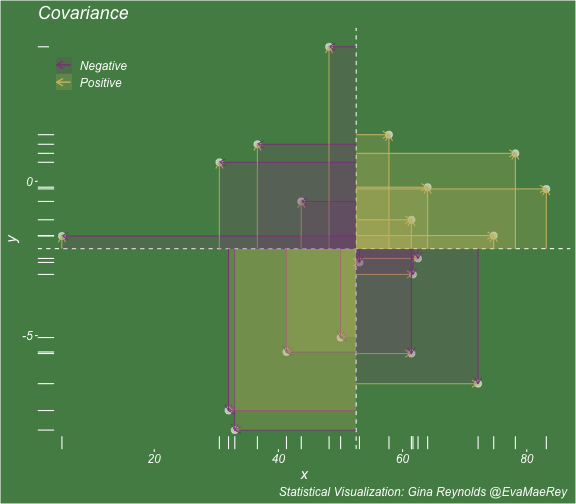 Covariance
Negative
Positive
0
y
-5
20
40
60
80
x
Statistical Visualization: Gina Reynolds @EvaMaeRey